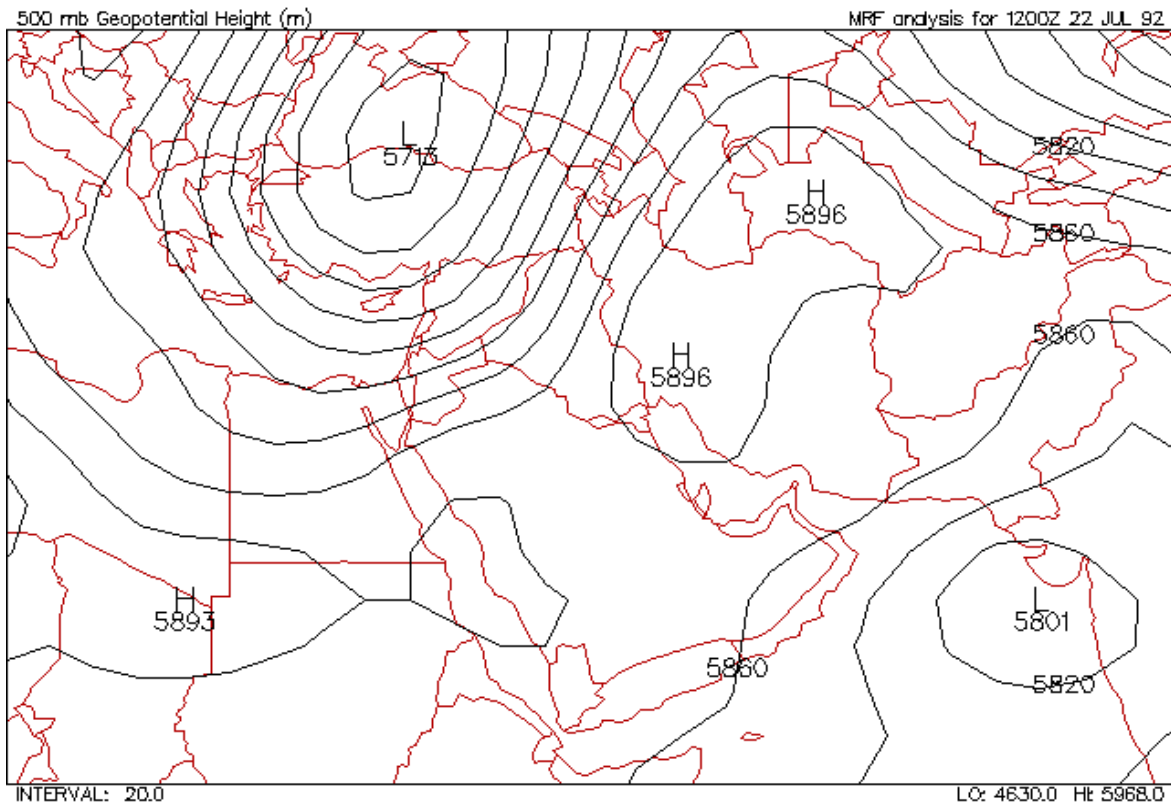 500 mb Geopotential Height (m)
MRF analysis for 1200Z 22 JUL 92
L
5713
5820
H
5896
5860
5860
H
5896
H
5893
L
5801
5860
5820
INTERVAL: 20.0
LO: 4630.0 HI: 5968.0